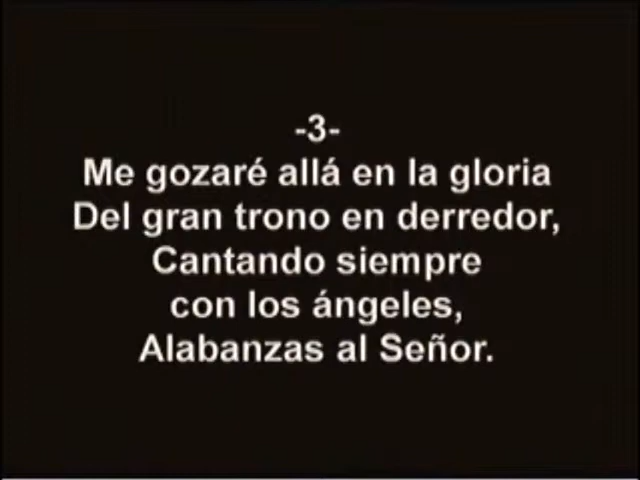 -3-
Me gozaré allá en la gloria
Del gran trono en derredor,
Cantando siempre
con los ángeles,
Alabanzas al Señor.